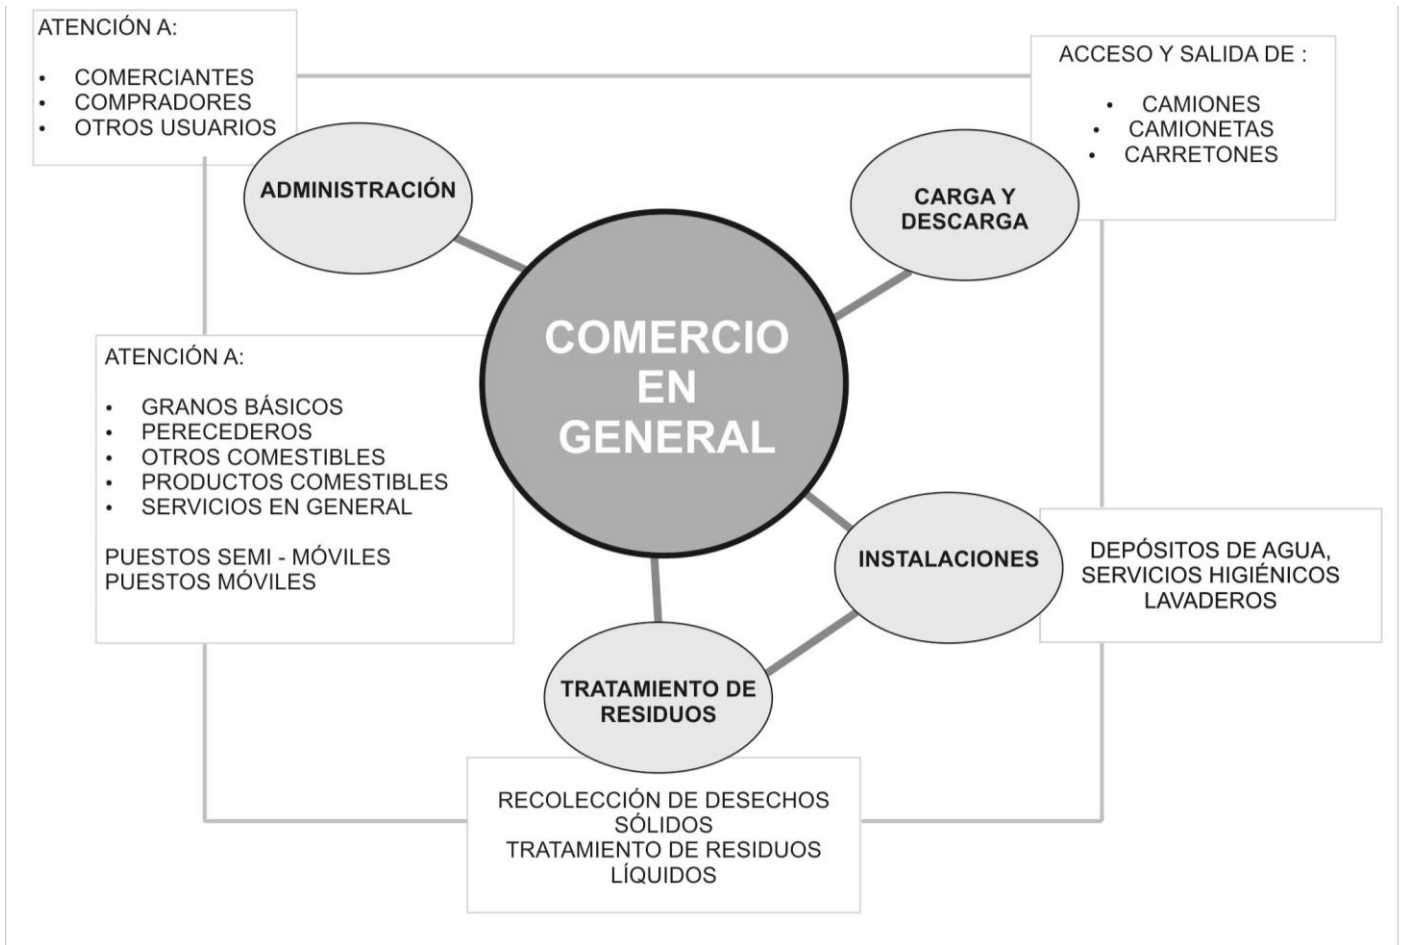 ATENCIÓN A:
• COMERCIANTES
• COMPRADORES
• OTROS USUARIOS
ADMINISTRACIÓN
ACCESO Y SALIDA DE :
• CAMIONES
• CAMIONETAS
• CARRETONES
CARGA Y
DESCARGA
COMERCIO
EN
GENERAL
ATENCIÓN A:
• GRANOS BÁSICOS
• PERECEDEROS
• OTROS COMESTIBLES
• PRODUCTOS COMESTIBLES
• SERVICIOS EN GENERAL
PUESTOS SEMI - MÓVILES
PUESTOS MÓVILES
INSTALACIONES
DEPÓSITOS DE AGUA,
SERVICIOS HIGIÉNICOS
LAVADEROS
TRATAMIENTO DE
RESIDUOS
RECOLECCIÓN DE DESECHOS
SÓLIDOS
TRATAMIENTO DE RESIDUOS
LÍQUIDOS